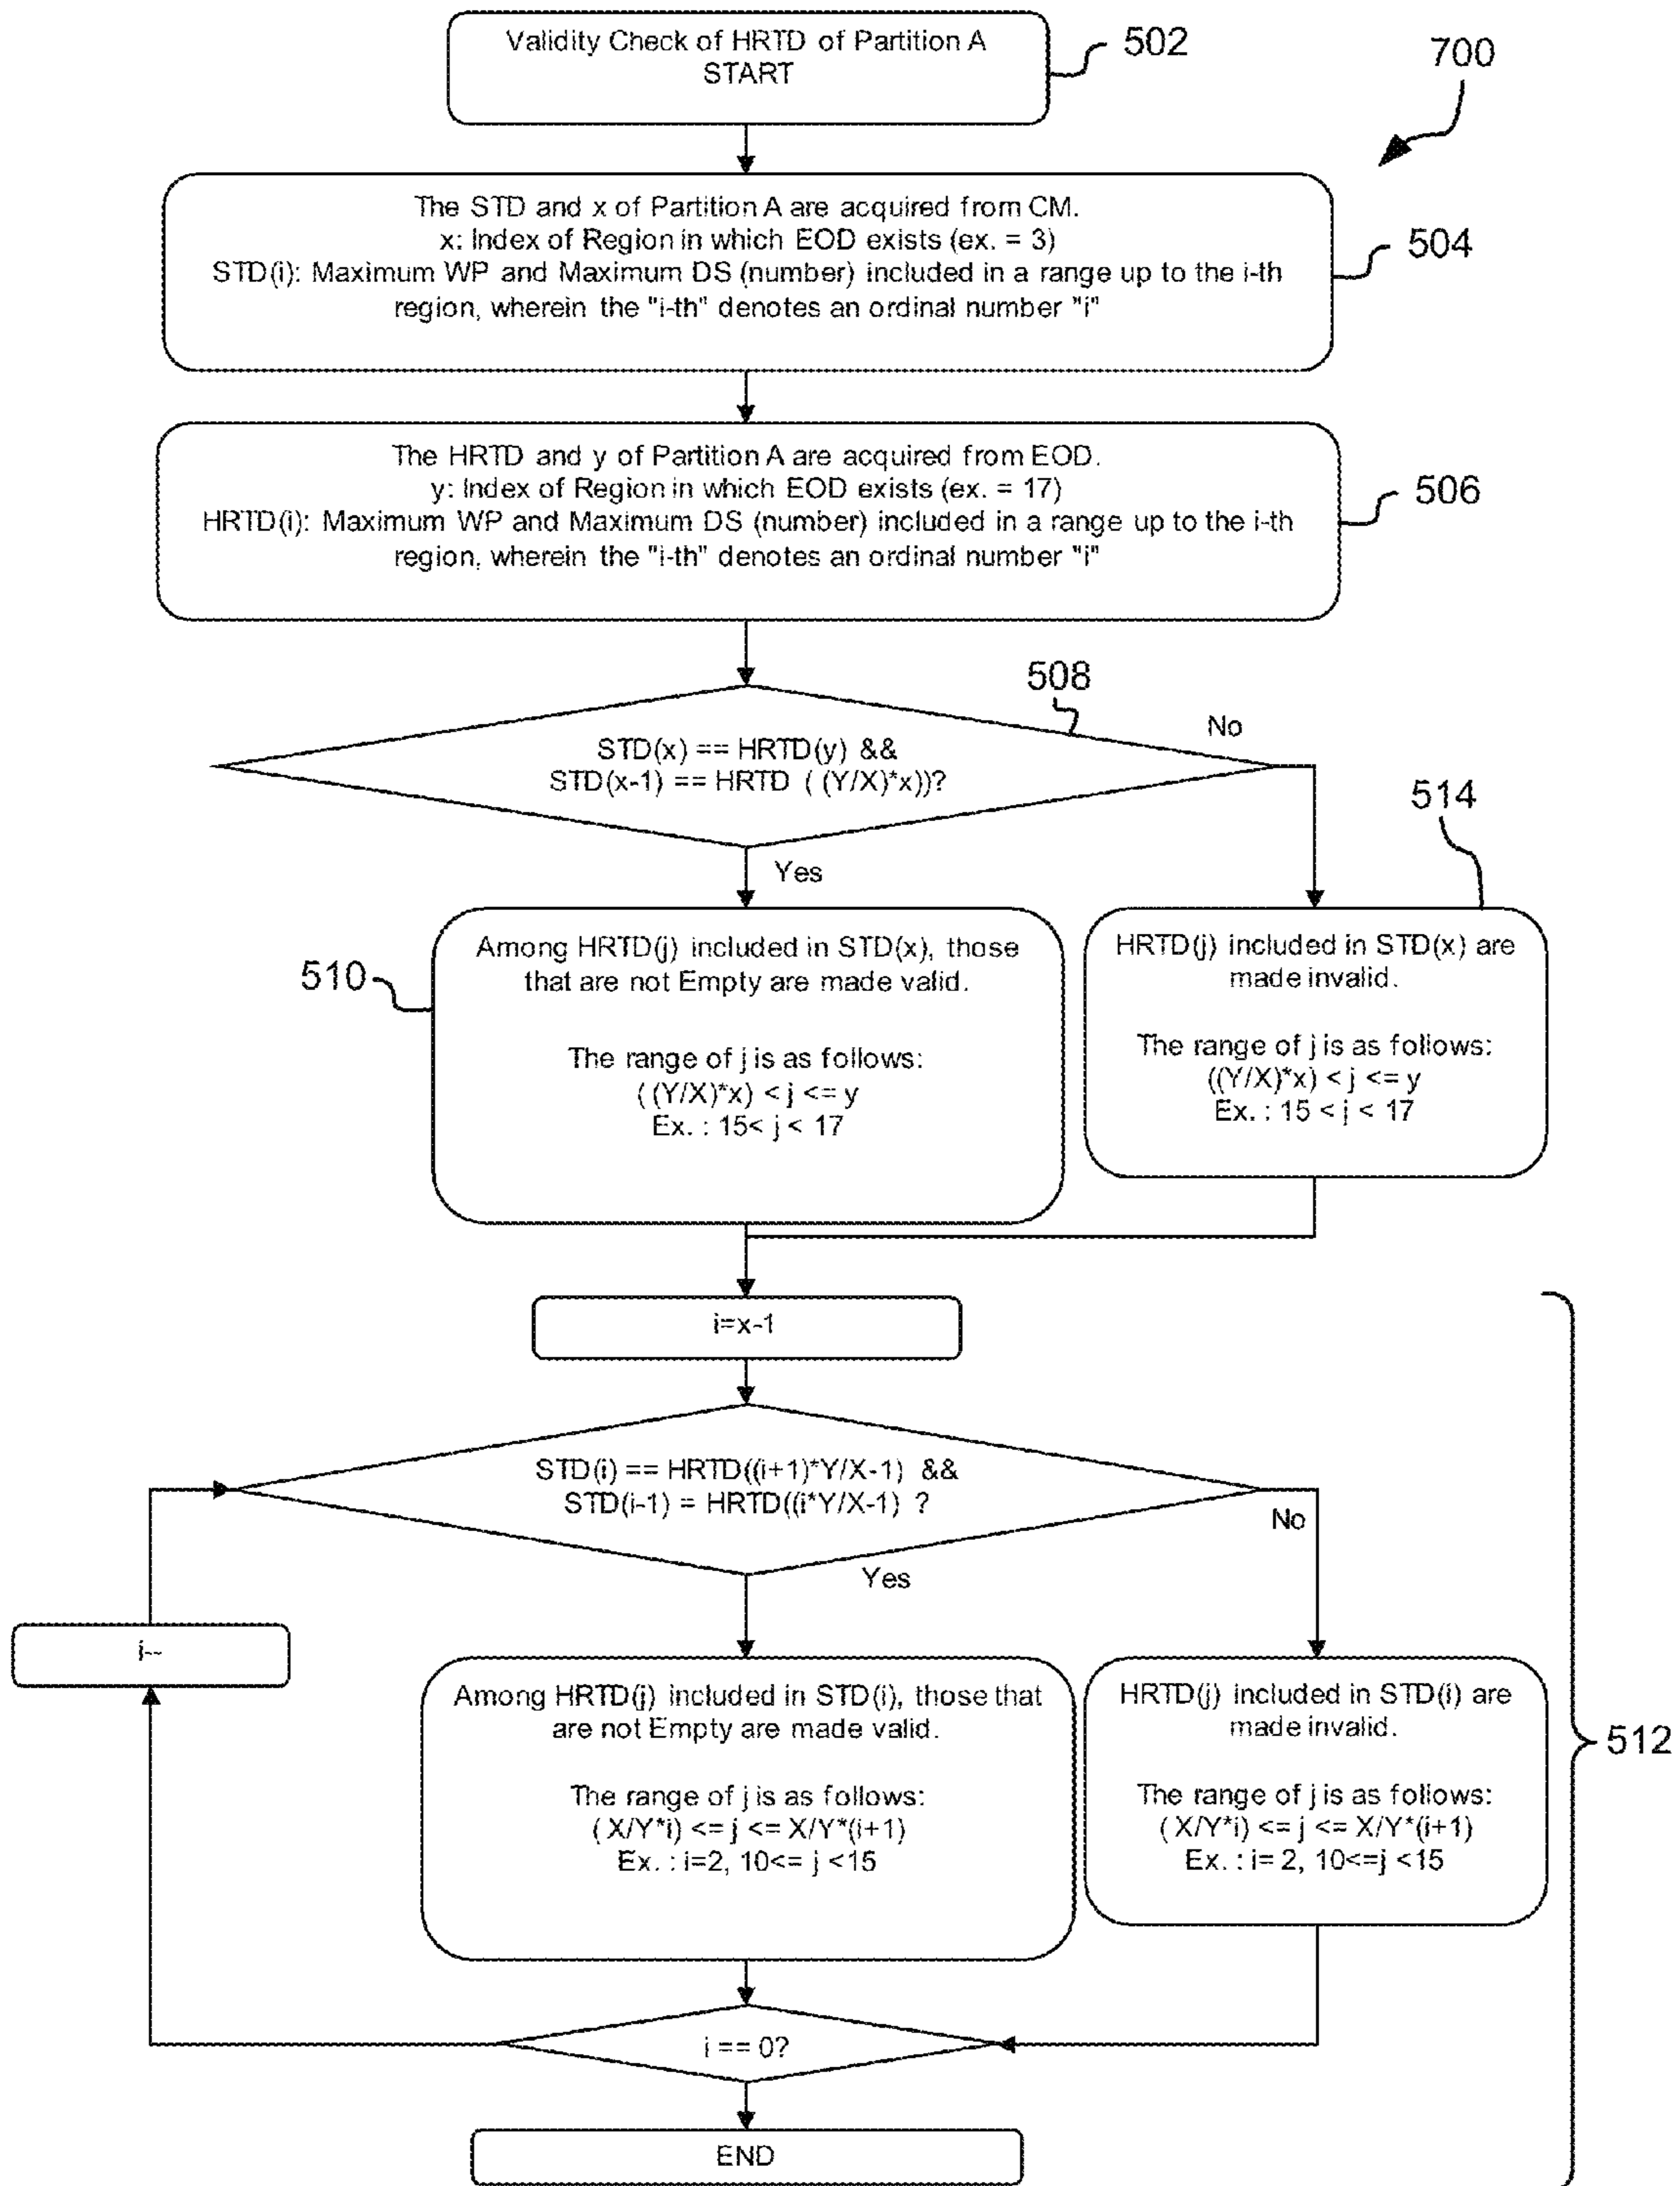 Validity Check of HRTD of Partition A
START
502
700
The STD and x of Partition A are acquired from CM.
x: Index of Region in which EOD exists (ex. = 3)
STD(i): Maximum WP and Maximum DS (number) included in a range up to the i-th
region, wherein the "i-th" denotes an ordinal number "i"
504
The HRTD and y of Partition A are acquired from EOD.
y: Index of Region in which EOD exists (ex. = 17)
HRTD(i): Maximum WP and Maximum DS (number) included in a range up to the i-th
region, wherein the "i-th" denotes an ordinal number "i"
506
508
No
STD(x) == HRTD(y) &&
STD(x-1) == HRTD ( (Y/X)*x))?
514
Yes
510
Among HRTD(j) included in STD(x), those
that are not Empty are made valid.
The range of j is as follows:
( (Y/X)*x) < j <= y
Ex. : 15< j < 17
HRTD(j) included in STD(x) are
made invalid.
The range of j is as follows:
((Y/X)*x) < j <= y
Ex. : 15 < j < 17
i=x-1
STD(i) == HRTD((i+1)*Y/X-1) &&
STD(i-1) = HRTD((i*Y/X-1) ?
No
Yes
i--
Among HRTD(j) included in STD(i), those that
are not Empty are made valid.
The range of j is as follows:
( X/Y*i) <= j <= X/Y*(i+1)
Ex. : i=2, 10<= j <15
HRTD(j) included in STD(i) are
made invalid.
The range of j is as follows:
( X/Y*i) <= j <= X/Y*(i+1)
Ex. : i= 2, 10<=j <15
512
i == 0?
END